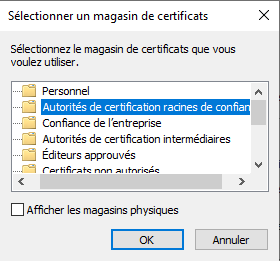 Sélectionner un magasin de certificats
Sélectionnez le magasin de certificats que vous
voulez utiliser.
Personnel
Autorités de certification racines de confian
Confiance de l'entreprise
Autorités de certification intermédiaires
Éditeurs approuvés
Certificats non autorisés
Afficher les magasins physiques
OK
Annuler